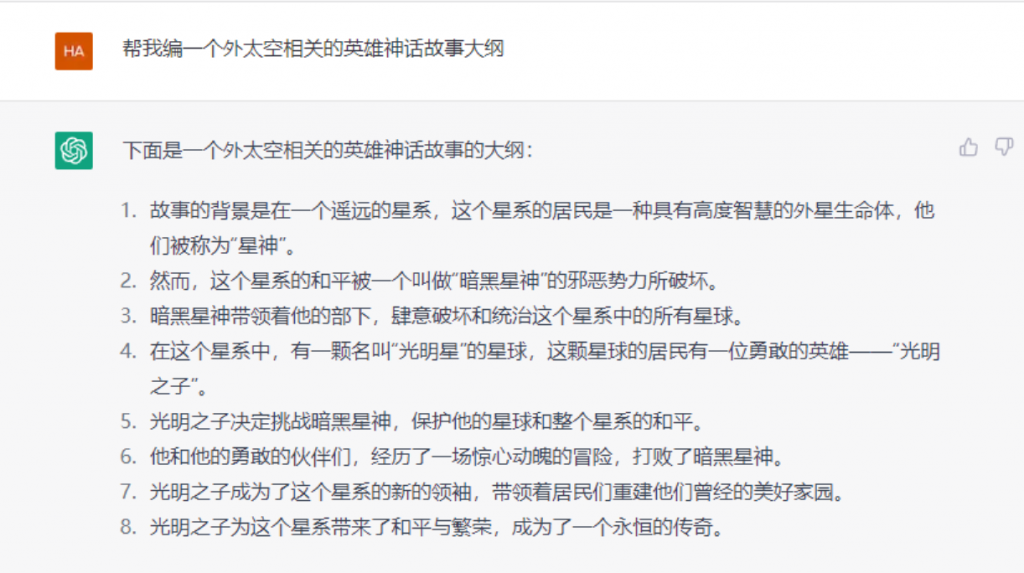 HA
帮我编一个外太空相关的英雄神话故事大纲
下面是一个外太空相关的英雄神话故事的大纲：
1. 故事的背景是在一个遥远的星系，这个星系的居民是一种具有高度智慧的外星生命体，他
们被称为“星神”。
2. 然而，这个星系的和平被一个叫做“暗黑星神”的邪恶势力所破坏。
3. 暗黑星神带领着他的部下，肆意破坏和统治这个星系中的所有星球。
4. 在这个星系中，有一颗名叫“光明星”的星球，这颗星球的居民有一位勇敢的英雄——“光明
之子”。
5. 光明之子决定挑战暗黑星神，保护他的星球和整个星系的和平。
6. 他和他的勇敢的伙伴们，经历了一场惊心动魄的冒险，打败了暗黑星神。
7. 光明之子成为了这个星系的新的领袖，带领着居民们重建他们曾经的美好家园。
8. 光明之子为这个星系带来了和平与繁荣，成为了一个永恒的传奇。